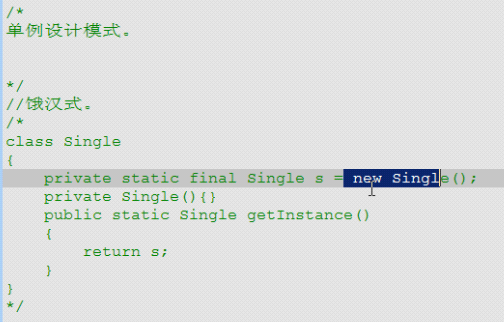 /*
单例设计模式。
*/
//饿汉式。
/*
class Single
{
    private static final Single s = new Single();
    private Single(){}
    public static Single getInstance()
    {
        return s;
    }
}
*/